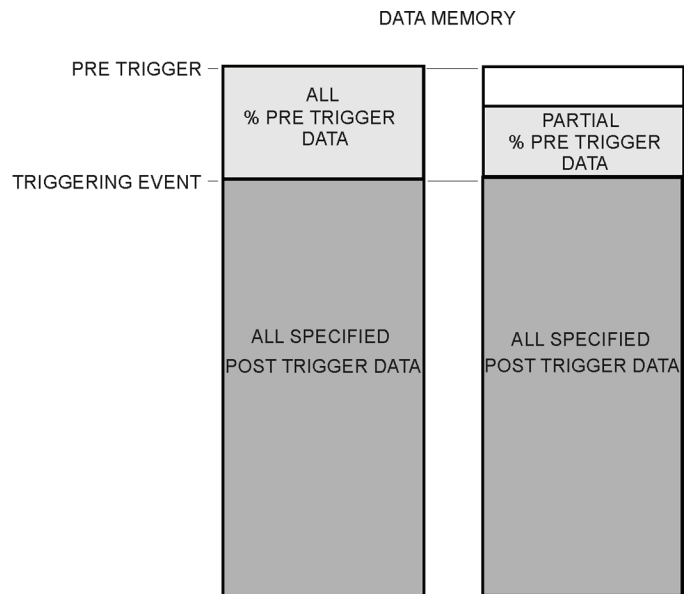 DATA MEMORY
PRE TRIGGER
ALL
% PRE TRIGGER
DATA
PARTIAL
% PRE TRIGGER
DATA
TRIGGERING EVENT
ALL SPECIFIED
POST TRIGGER DATA
ALL SPECIFIED
POST TRIGGER DATA